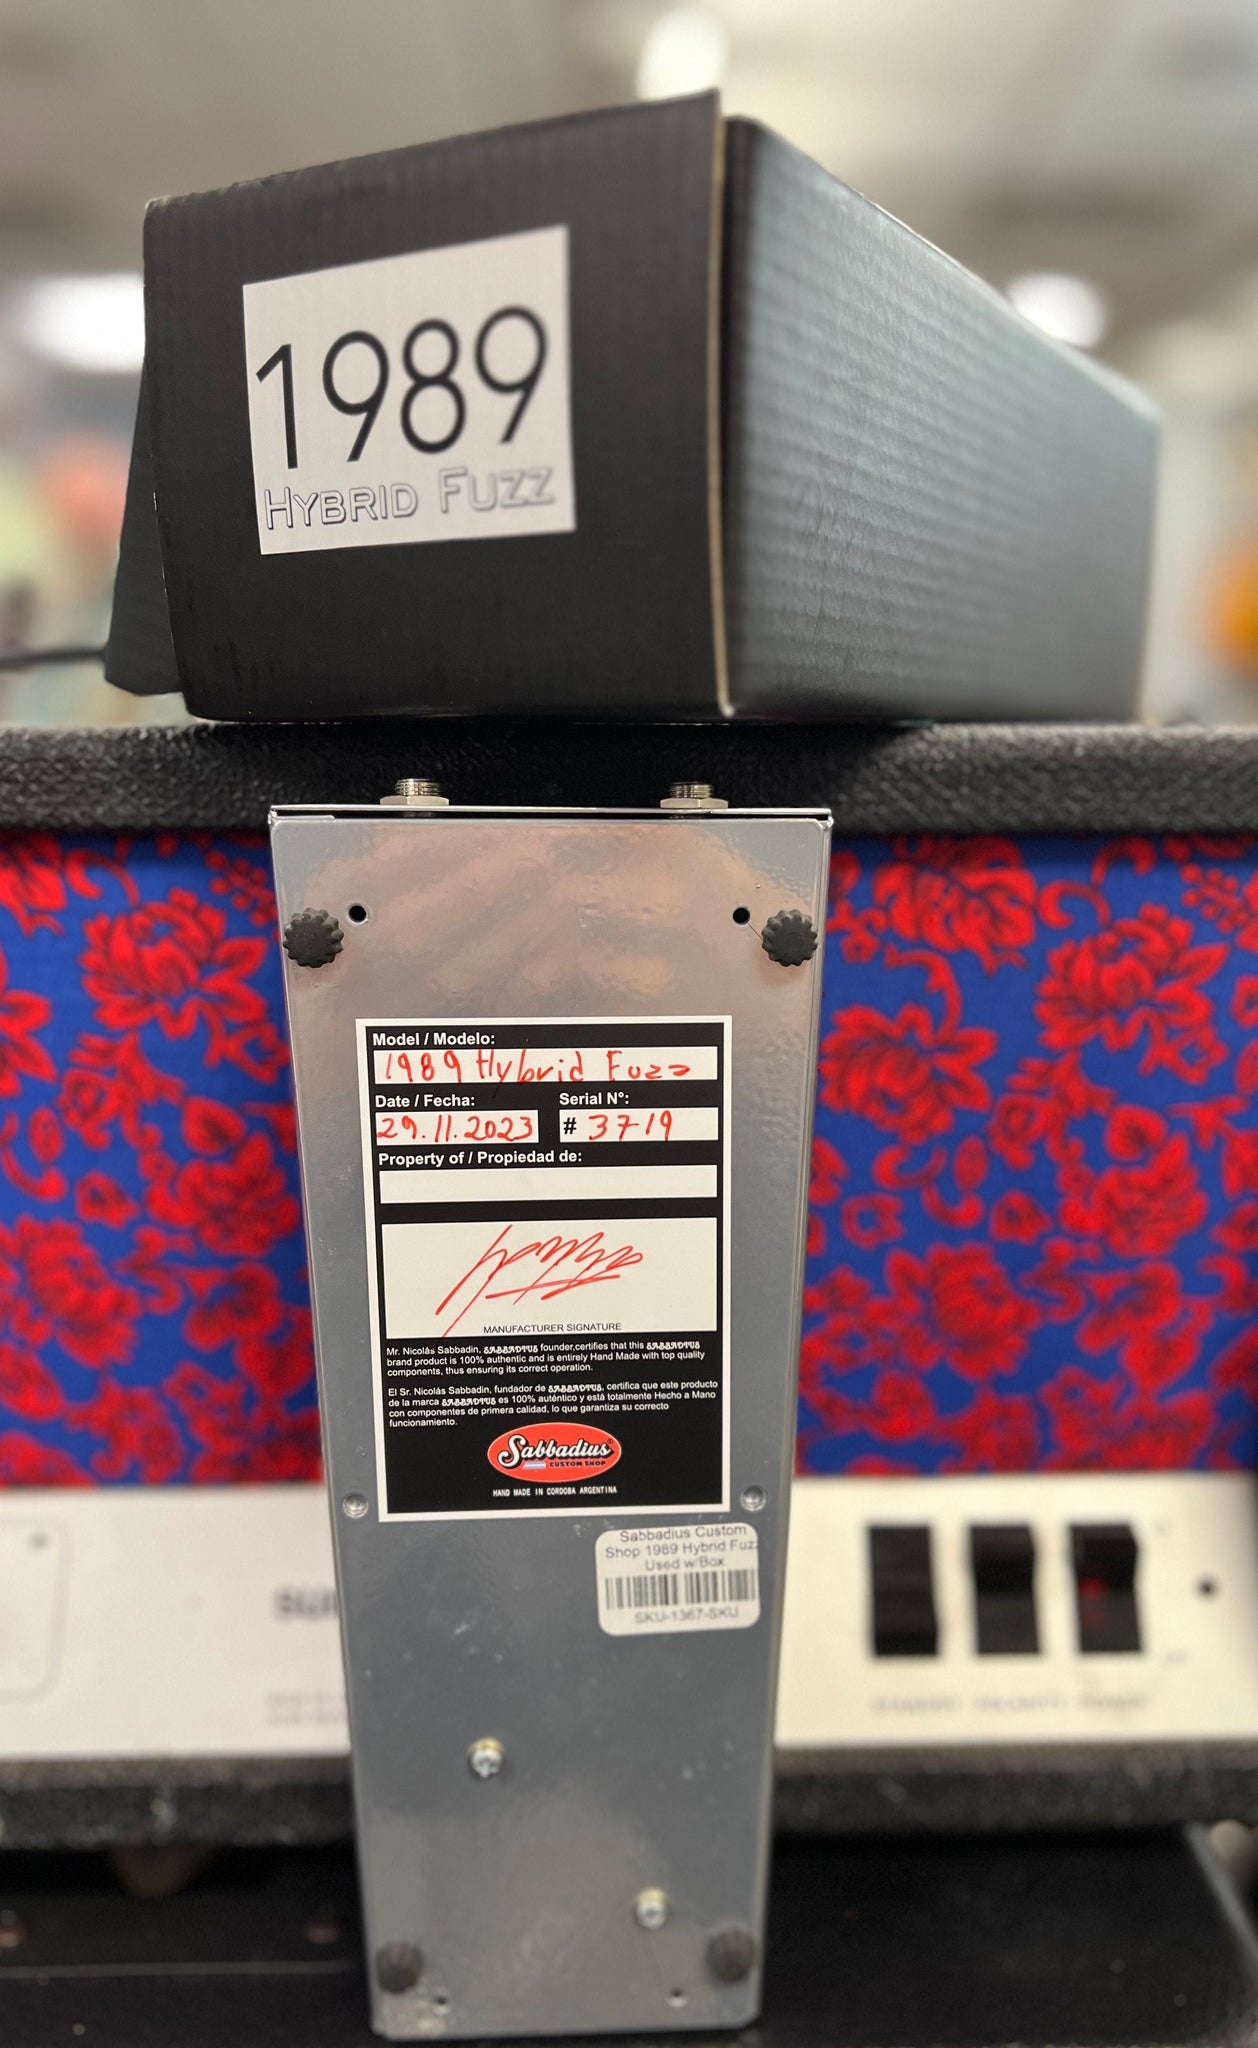 1989
HYBRID FUZZ
Model / Modelo:
1989 Hybrid Fuzz
Date / Fecha:
Serial N°:
29.11.2023
# 3719
Property of / Propiedad de:
MANUFACTURER SIGNATURE
Mr. Nicolás Sabbadin, SABBADIUS founder,certifies that this SABBADIUS
brand product is 100% authentic and is entirely Hand Made with top quality
components, thus ensuring its correct operation.
El Sr. Nicolás Sabbadin, fundador de SABBADIUS, certifica que este producto
de la marca SABBADIUS es 100% auténtico y está totalmente Hecho a Mano
con componentes de primera calidad, lo que garantiza su correcto
funcionamiento.
Sabbadius®
CUSTOM SHOP
HAND MADE IN CORDOBA ARGENTINA
Sabbadius Custom
Shop 1989 Hybrid Fuzz
Used w/Box
SKU-1367-SKU